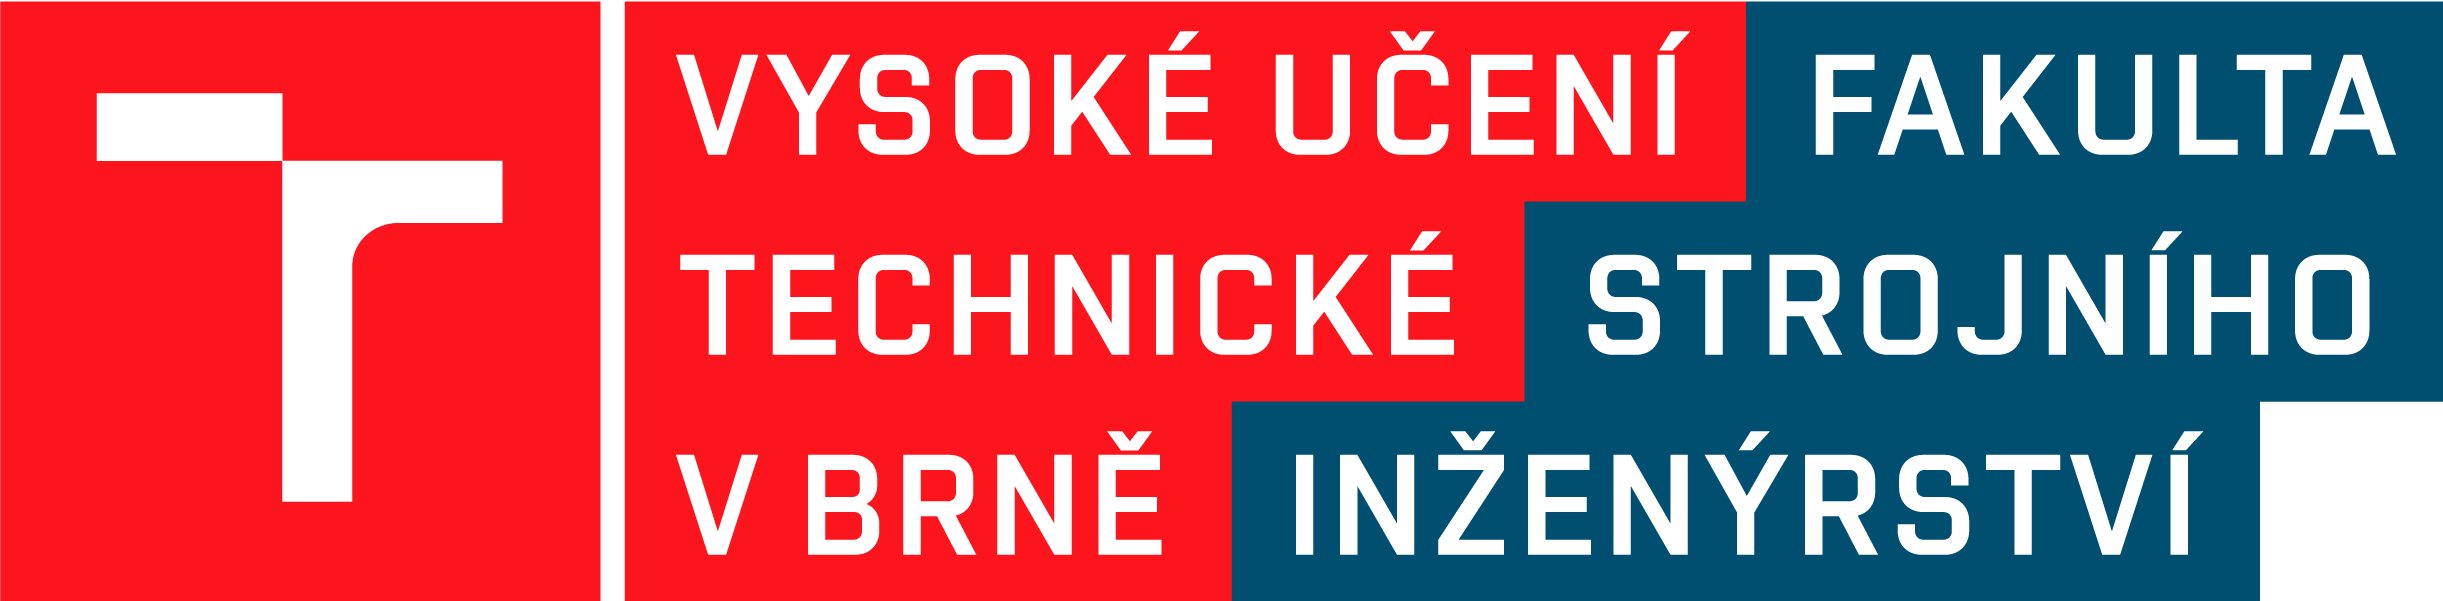 VYSOKÉ UČENÍ FAKULTA
TECHNICKÉ STROJNÍHO
V BRNĚ INŽENÝRSTVÍ